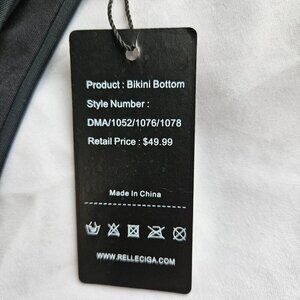 Product : Bikini Bottom
Style Number :
DMA/1052/1076/1078
Retail Price : $49.99
Made In China
WWW.RELLECIGA.COM